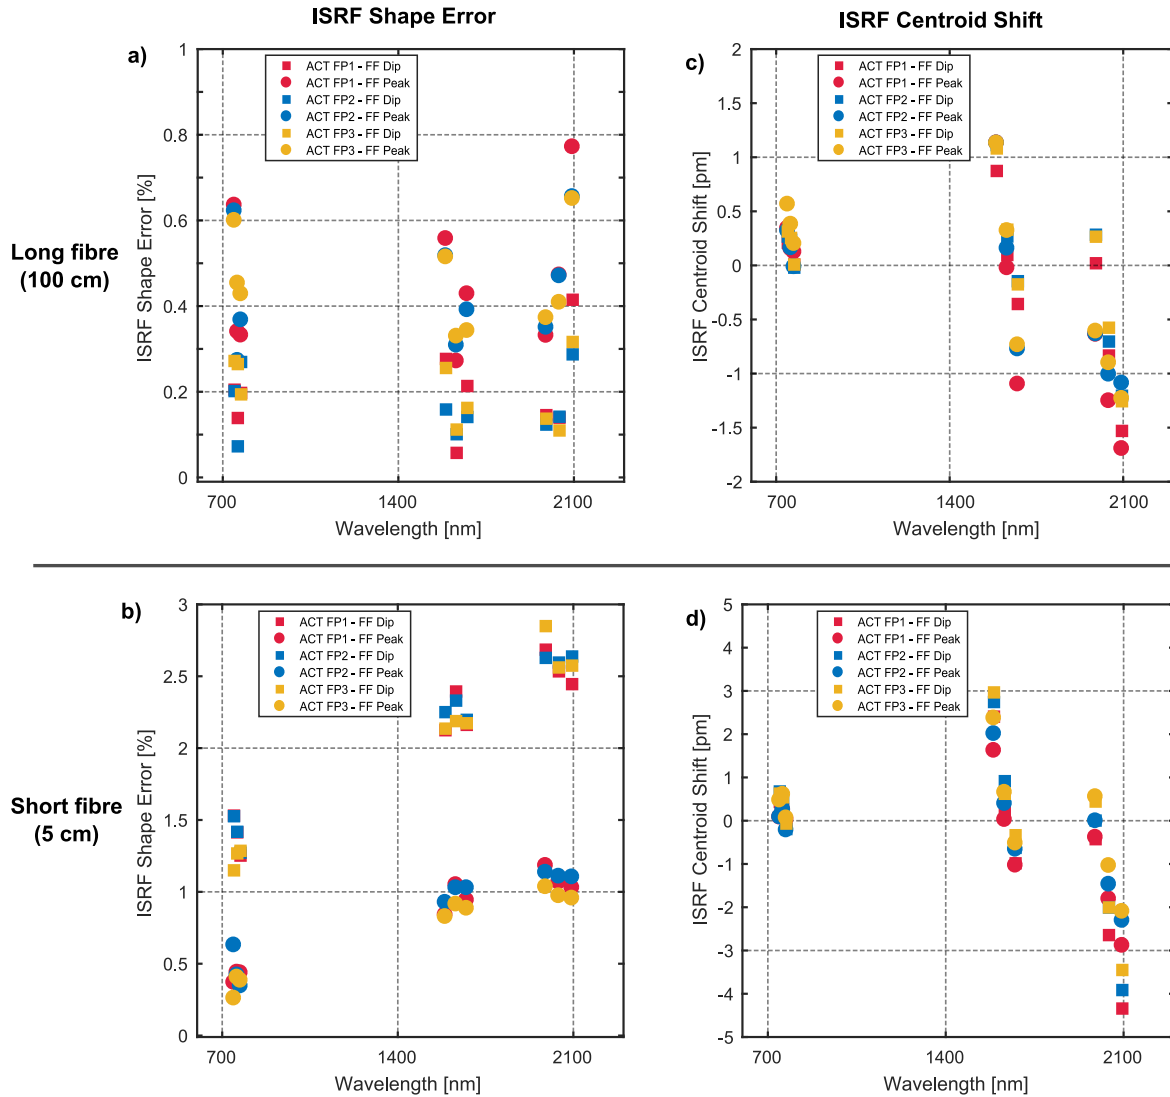 ISRF Shape Error
ISRF Centroid Shift
Long fibre
(100 cm)
a)
ISRF Shape Error [%]
1
0.8
0.6
0.4
0.2
0
ACT FP1 - FF Dip
ACT FP1 - FF Peak
ACT FP2 - FF Dip
ACT FP2 - FF Peak
ACT FP3 - FF Dip
ACT FP3 - FF Peak
700 1400 2100
Wavelength [nm]
c)
ISRF Centroid Shift [pm]
2
1.5
1
0.5
0
-0.5
-1
-1.5
-2
ACT FP1 - FF Dip
ACT FP1 - FF Peak
ACT FP2 - FF Dip
ACT FP2 - FF Peak
ACT FP3 - FF Dip
ACT FP3 - FF Peak
700 1400 2100
Wavelength [nm]
Short fibre
(5 cm)
b)
ISRF Shape Error [%]
3
2.5
2
1.5
1
0.5
0
ACT FP1 - FF Dip
ACT FP1 - FF Peak
ACT FP2 - FF Dip
ACT FP2 - FF Peak
ACT FP3 - FF Dip
ACT FP3 - FF Peak
700 1400 2100
Wavelength [nm]
d)
ISRF Centroid Shift [pm]
5
4
3
2
1
0
-1
-2
-3
-4
-5
ACT FP1 - FF Dip
ACT FP1 - FF Peak
ACT FP2 - FF Dip
ACT FP2 - FF Peak
ACT FP3 - FF Dip
ACT FP3 - FF Peak
700 1400 2100
Wavelength [nm]